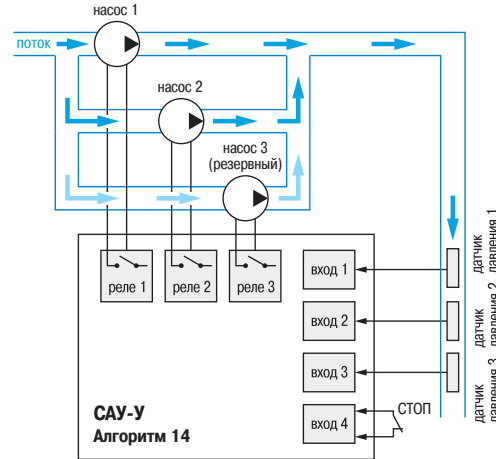 насос 1
поток
насос 2
насос 3
(резервный)
реле 1
реле 2
реле 3
вход 1
вход 2
вход 3
вход 4
СТОП
датчик
давления 1
датчик
давления 2
датчик
давления 3
САУ-У
Алгоритм 14